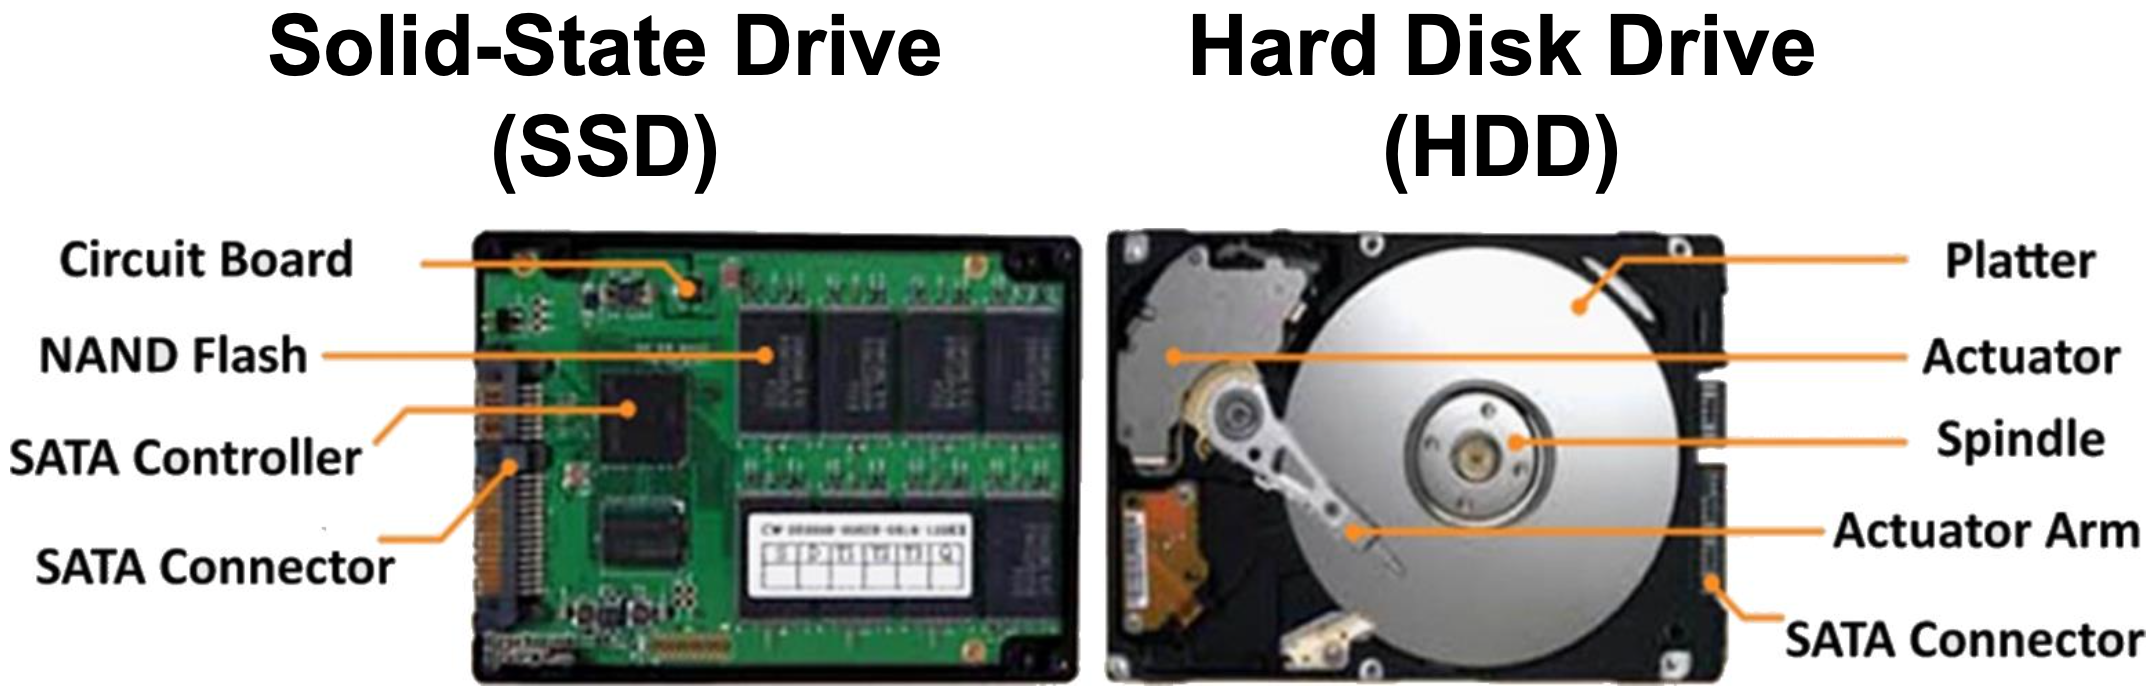 Solid-State Drive
(SSD)
Hard Disk Drive
(HDD)
Circuit Board
NAND Flash
SATA Controller
SATA Connector
Platter
Actuator
Spindle
Actuator Arm
SATA Connector